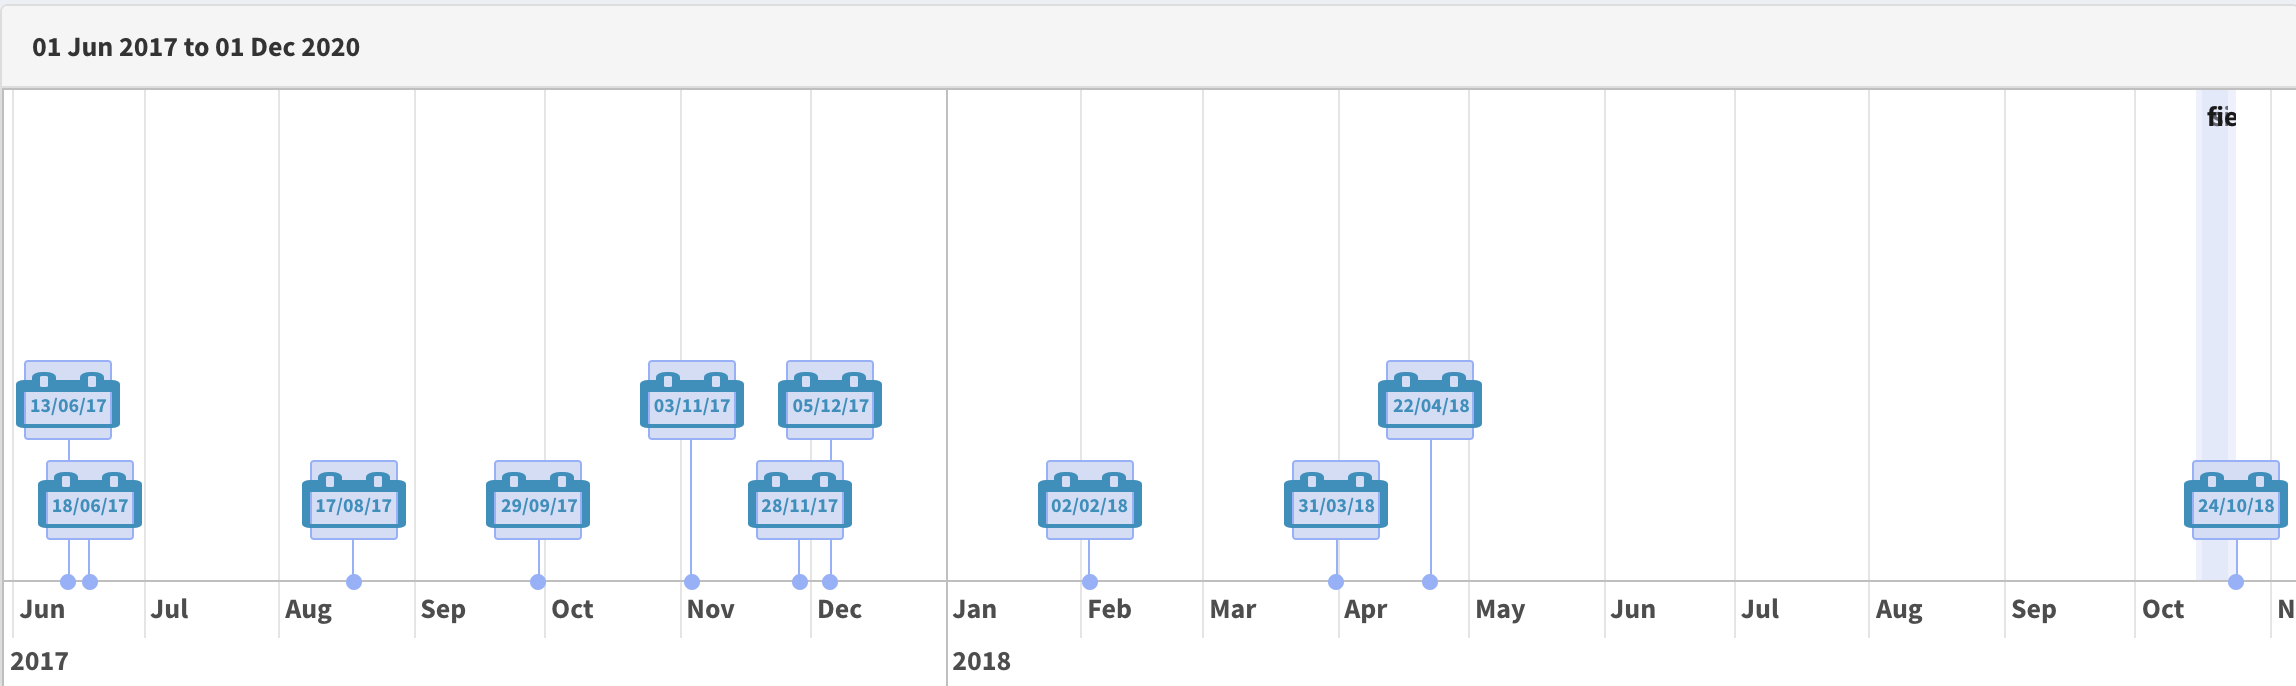 01 Jun 2017 to 01 Dec 2020
13/06/17 03/11/17 05/12/17 22/04/18
18/06/17 17/08/17 29/09/17 28/11/17 02/02/18 31/03/18 24/10/18
Jun Jul Aug Sep Oct Nov Dec Jan Feb Mar Apr May Jun Jul Aug Sep Oct N
2017 2018